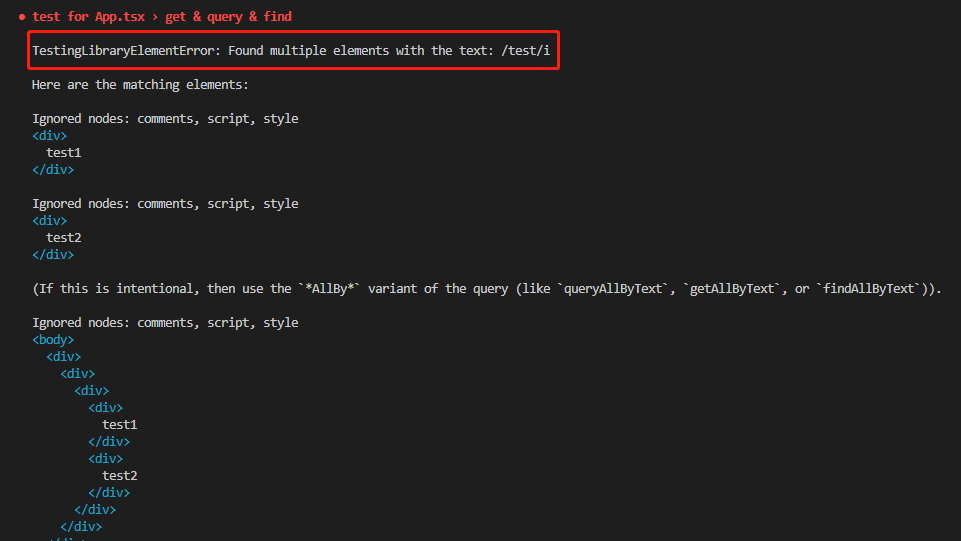 ● test for App.tsx › get & query & find
TestingLibraryElementError: Found multiple elements with the text: /test/i
Here are the matching elements:
Ignored nodes: comments, script, style
<div>
test1
</div>
Ignored nodes: comments, script, style
<div>
test2
</div>
(If this is intentional, then use the `*AllBy*` variant of the query (like `queryAllByText`, `getAllByText`, or `findAllByText`)).
Ignored nodes: comments, script, style
<body>
<div>
<div>
<div>
<div>
test1
</div>
<div>
test2
</div>
</div>
</div>
</div>